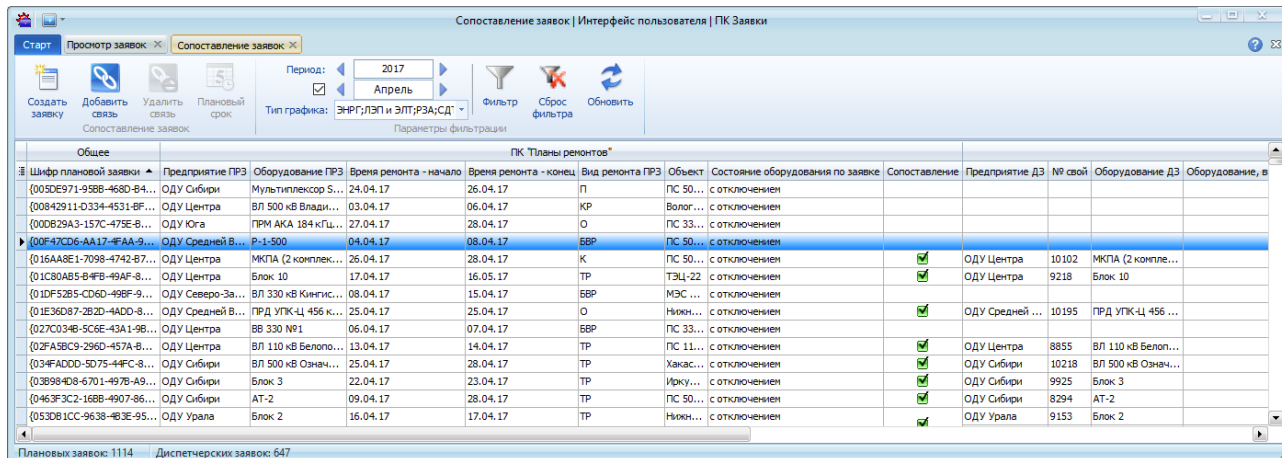 Сопоставление заявок | Интерфейс пользователя | ПК Заявки
Старт Просмотр заявок Сопоставление заявок
Период: 2017
Апрель
Тип графика: ЭНРГ;ЛЭП и ЭЛТ;РЗА;СДТ
Создать заявку Добавить связь Удалить связь Плановый срок Фильтр Сброс фильтра Обновить
Сопоставление заявок Параметры фильтрации
Общее ПК "Планы ремонтов"
Шифр плановой заявки Предприятие ПРЗ Оборудование ПРЗ Время ремонта - начало Время ремонта - конец Вид ремонта ПРЗ Объект Состояние оборудования по заявке Сопоставление Предприятие ДЗ № свой Оборудование ДЗ Оборудование, в
{005DE971-95BB-468D-B4... ОДУ Сибири Мультиплексор S... 24.04.17 26.04.17 П ПС 50... с отключением
{00842911-D334-4531-BF... ОДУ Центра ВЛ 500 кВ Влади... 03.04.17 06.04.17 КР Волог... с отключением
{00DB29A3-157C-475E-B... ОДУ Юга ПРМ АКА 184 кГц... 27.04.17 28.04.17 О ПС 33... с отключением
{00F47CD6-AA17-4FAA-9... ОДУ Средней В... Р-1-500 04.04.17 08.04.17 БВР ПС 50... с отключением
{016AA8E1-7098-4742-B7... ОДУ Центра МКПА (2 комплек... 26.04.17 28.04.17 К ПС 50... с отключением ОДУ Центра 10102 МКПА (2 компле...
{01C80AB5-B4FB-49AF-8... ОДУ Центра Блок 10 17.04.17 16.05.17 ТР ТЭЦ-22 с отключением ОДУ Центра 9218 Блок 10
{01DF52B5-CD6D-49BF-9... ОДУ Северо-За... ВЛ 330 кВ Кингис... 08.04.17 15.04.17 БВР МЭС ... с отключением
{01E36D87-2B2D-4ADD-8... ОДУ Средней В... ПРД УПК-Ц 456 к... 25.04.17 25.04.17 О Нижн... с отключением ОДУ Средней ... 10195 ПРД УПК-Ц 456 ...
{027C034B-5C6E-43A1-9B... ОДУ Центра ВВ 330 №1 06.04.17 07.04.17 БВР ПС 33... с отключением
{02FA5BC9-296D-457A-B... ОДУ Центра ВЛ 110 кВ Белопо... 13.04.17 14.04.17 ТР ПС 11... с отключением ОДУ Центра 8855 ВЛ 110 кВ Белоп...
{034FADDD-5D75-44FC-8... ОДУ Сибири ВЛ 500 кВ Означ... 25.04.17 28.04.17 ТР Хакас... с отключением ОДУ Сибири 10218 ВЛ 500 кВ Означ...
{03B984D8-6701-497B-A9... ОДУ Сибири Блок 3 22.04.17 23.04.17 ТР Ирку... с отключением ОДУ Сибири 9925 Блок 3
{0463F3C2-16BB-4907-86... ОДУ Сибири АТ-2 09.04.17 28.04.17 ТР ПС 50... с отключением ОДУ Сибири 8294 АТ-2
{053DB1CC-9638-4B3E-95... ОДУ Урала Блок 2 16.04.17 17.04.17 ТР Нижн... с отключением ОДУ Урала 9153 Блок 2
Плановых заявок: 1114 Диспетчерских заявок: 647